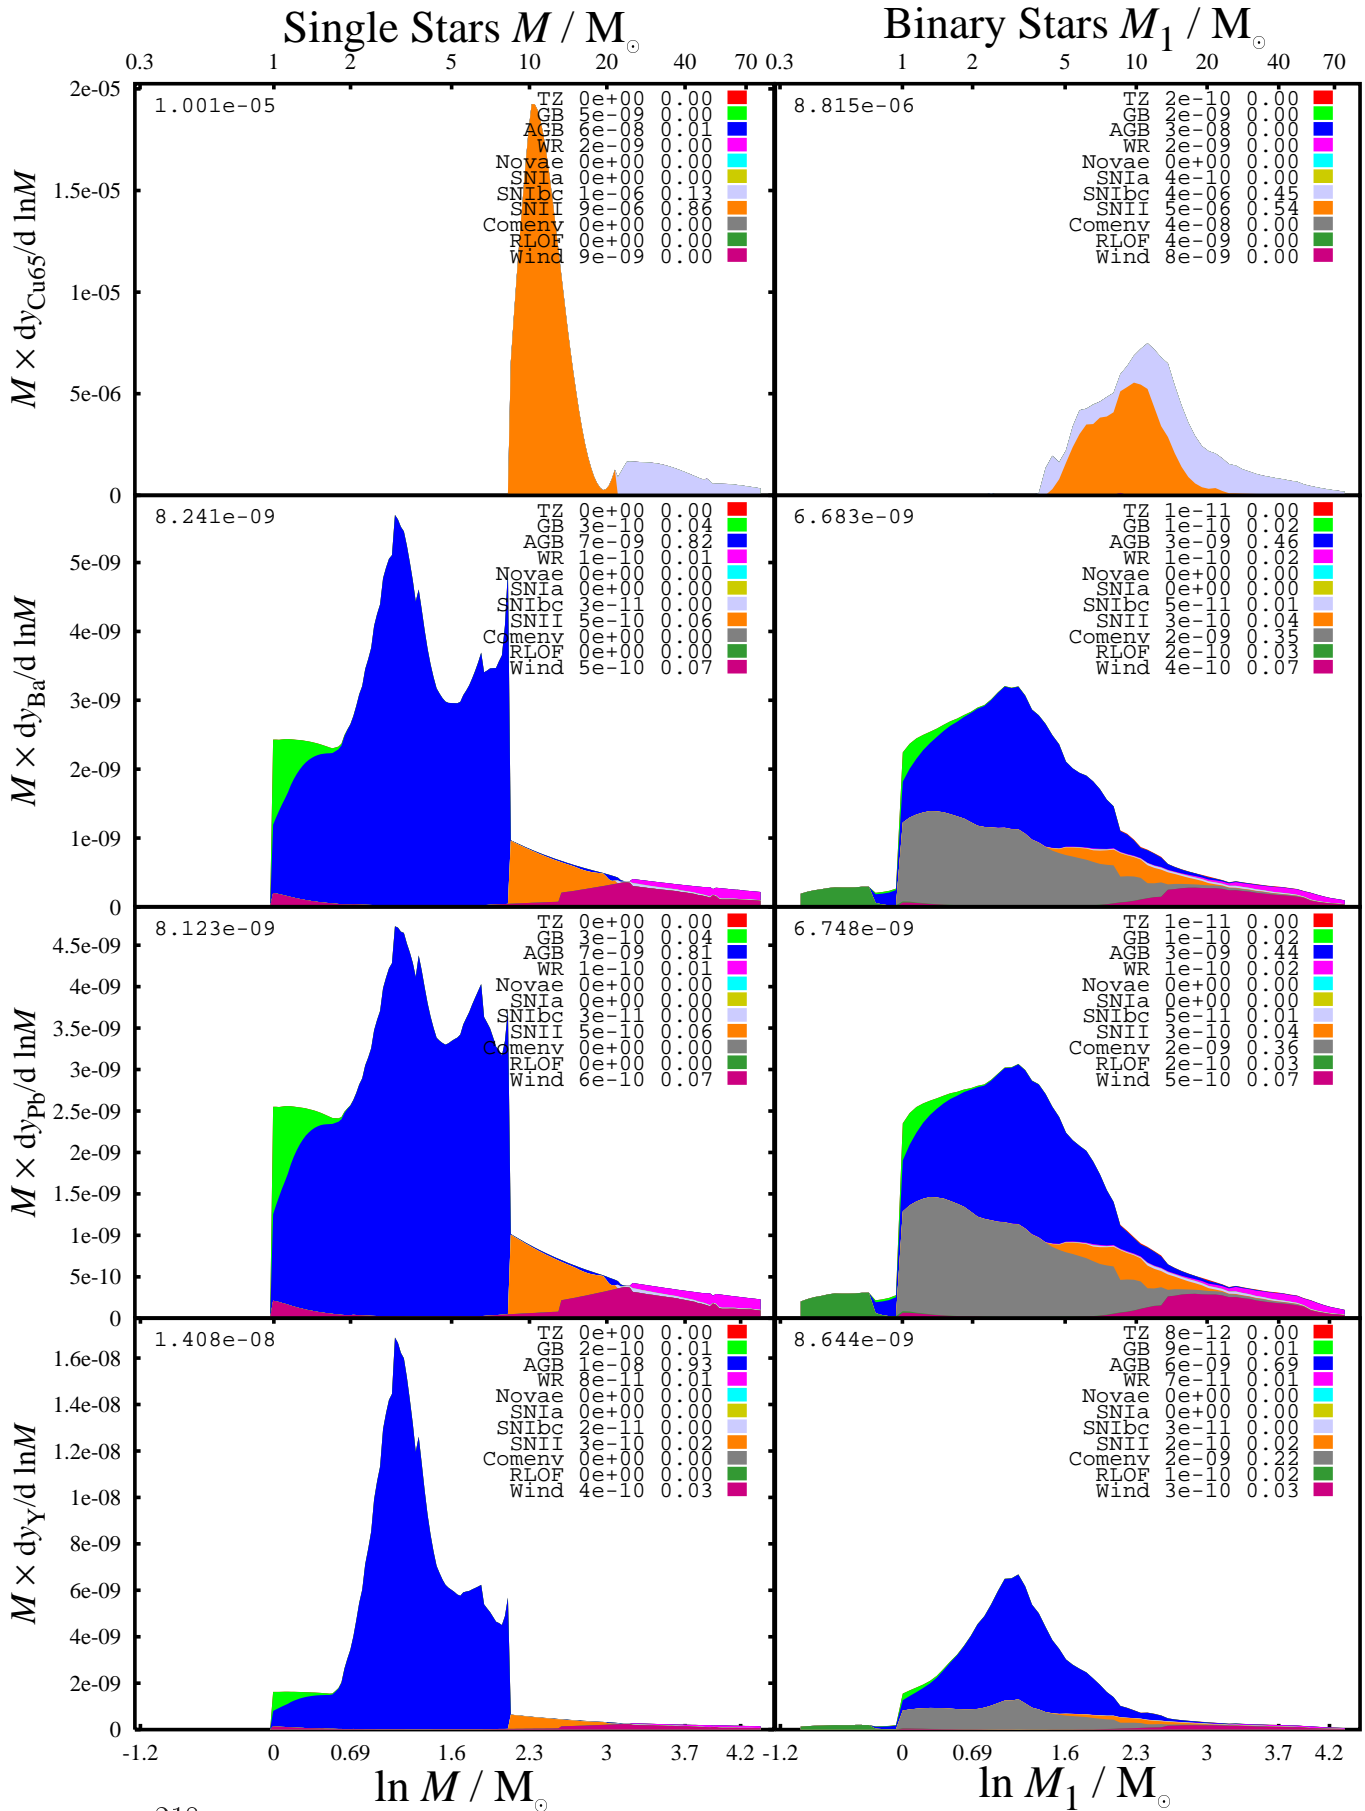 Single Stars M / M⊙ Binary Stars M1 / M⊙
0.3 1 2 5 10 20 40 70 0.3 1 2 5 10 20 40 70
M × dyCu65/d lnM
2e-05
1.5e-05
1e-05
5e-06
0
1.001e-05
TZ 0e+00 0.00
GB 5e-09 0.00
AGB 6e-08 0.01
WR 2e-09 0.00
Novae 0e+00 0.00
SNIa 0e+00 0.00
SNIbc 1e-06 0.13
SNII 9e-06 0.86
Comenv 0e+00 0.00
RLOF 0e+00 0.00
Wind 9e-09 0.00
8.815e-06
TZ 2e-10 0.00
GB 2e-09 0.00
AGB 3e-08 0.00
WR 2e-09 0.00
Novae 0e+00 0.00
SNIa 4e-10 0.00
SNIbc 4e-06 0.45
SNII 5e-06 0.54
Comenv 4e-08 0.00
RLOF 4e-09 0.00
Wind 8e-09 0.00
M × dyBa/d lnM
5e-09
4e-09
3e-09
2e-09
1e-09
0
8.241e-09
TZ 0e+00 0.00
GB 3e-10 0.04
AGB 7e-09 0.82
WR 1e-10 0.01
Novae 0e+00 0.00
SNIa 0e+00 0.00
SNIbc 3e-11 0.00
SNII 5e-10 0.06
Comenv 0e+00 0.00
RLOF 0e+00 0.00
Wind 5e-10 0.07
6.683e-09
TZ 1e-11 0.00
GB 1e-10 0.02
AGB 3e-09 0.46
WR 1e-10 0.02
Novae 0e+00 0.00
SNIa 0e+00 0.00
SNIbc 5e-11 0.01
SNII 3e-10 0.04
Comenv 2e-09 0.35
RLOF 2e-10 0.03
Wind 4e-10 0.07
M × dyPb/d lnM
4.5e-09
4e-09
3.5e-09
3e-09
2.5e-09
2e-09
1.5e-09
1e-09
5e-10
0
8.123e-09
TZ 0e+00 0.00
GB 3e-10 0.04
AGB 7e-09 0.81
WR 1e-10 0.01
Novae 0e+00 0.00
SNIa 0e+00 0.00
SNIbc 3e-11 0.00
SNII 5e-10 0.06
Comenv 0e+00 0.00
RLOF 0e+00 0.00
Wind 6e-10 0.07
6.748e-09
TZ 1e-11 0.00
GB 1e-10 0.02
AGB 3e-09 0.44
WR 1e-10 0.02
Novae 0e+00 0.00
SNIa 0e+00 0.00
SNIbc 5e-11 0.01
SNII 3e-10 0.04
Comenv 2e-09 0.36
RLOF 2e-10 0.03
Wind 5e-10 0.07
M × dyY/d lnM
1.6e-08
1.4e-08
1.2e-08
1e-08
8e-09
6e-09
4e-09
2e-09
0
1.408e-08
TZ 0e+00 0.00
GB 2e-10 0.01
AGB 1e-08 0.93
WR 8e-11 0.01
Novae 0e+00 0.00
SNIa 0e+00 0.00
SNIbc 2e-11 0.00
SNII 3e-10 0.02
Comenv 0e+00 0.00
RLOF 0e+00 0.00
Wind 4e-10 0.03
8.644e-09
TZ 8e-12 0.00
GB 9e-11 0.01
AGB 6e-09 0.69
WR 7e-11 0.01
Novae 0e+00 0.00
SNIa 0e+00 0.00
SNIbc 3e-11 0.00
SNII 2e-10 0.02
Comenv 2e-09 0.22
RLOF 1e-10 0.02
Wind 3e-10 0.03
-1.2 0 0.69 1.6 2.3 3 3.7 4.2 -1.2 0 0.69 1.6 2.3 3 3.7 4.2
ln M / M⊙ ln M1 / M⊙